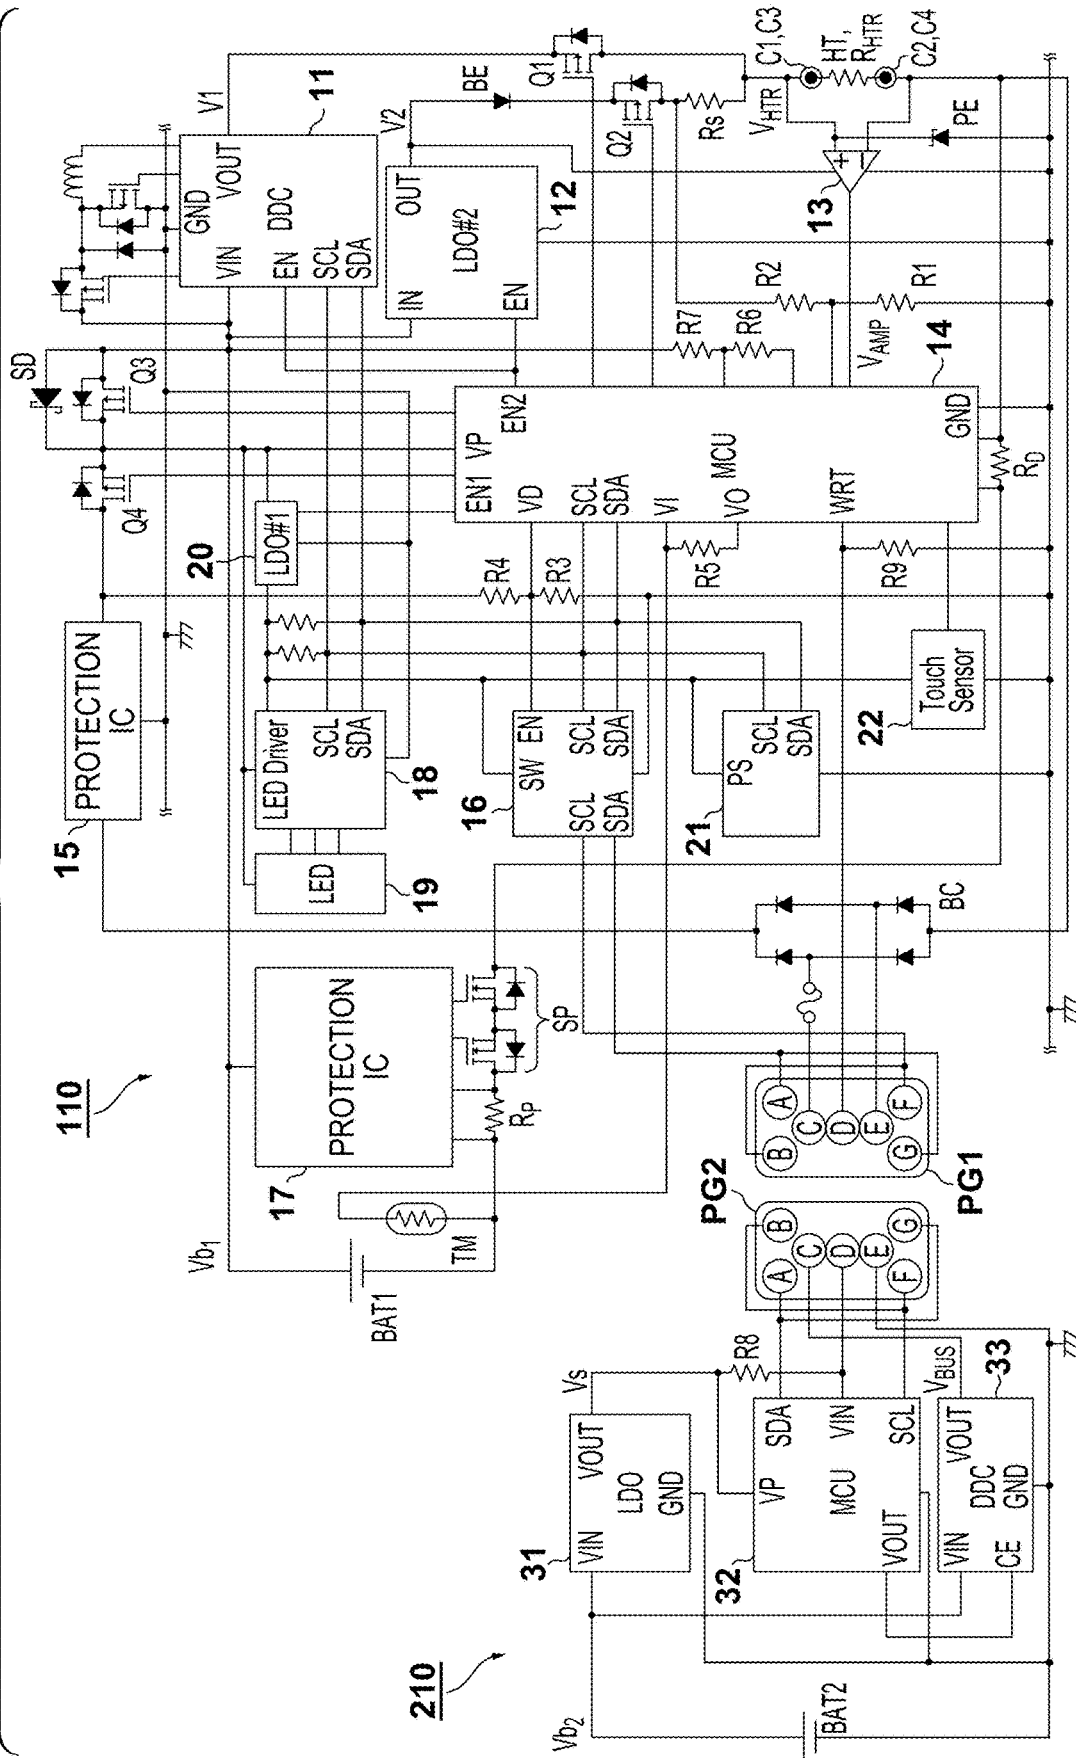 110
15
PROTECTION
IC
Q4
SD
Q3
V1
11
GND
VOUT
VIN
DDC
EN
SCL
SDA
V2
BE
Q1
OUT
LDO#2
12
IN
EN
Q2
Rs
VHTR
C1,C3
HT,
RHTR
C2,C4
PE
13
20
LDO#1
EN1
VP
EN2
VD
SCL
SDA
VI
MCU
VO
WRT
GND
14
R7
R6
R2
R1
VAMP
RD
R4
R3
R5
R9
LED Driver
SCL
SDA
18
LED
19
16
SW
EN
SCL
SDA
SCL
SDA
PS
SCL
SDA
21
Touch
Sensor
22
17
PROTECTION
IC
RP
SP
Vb1
BAT1
TM
BC
PG1
A
B
C
D
E
F
G
PG2
A
B
C
D
E
F
G
210
Vb2
BAT2
31
VIN
VOUT
LDO
GND
Vs
R8
32
VP
SDA
VIN
MCU
SCL
VOUT
VBUS
33
VIN
VOUT
DDC
GND
CE